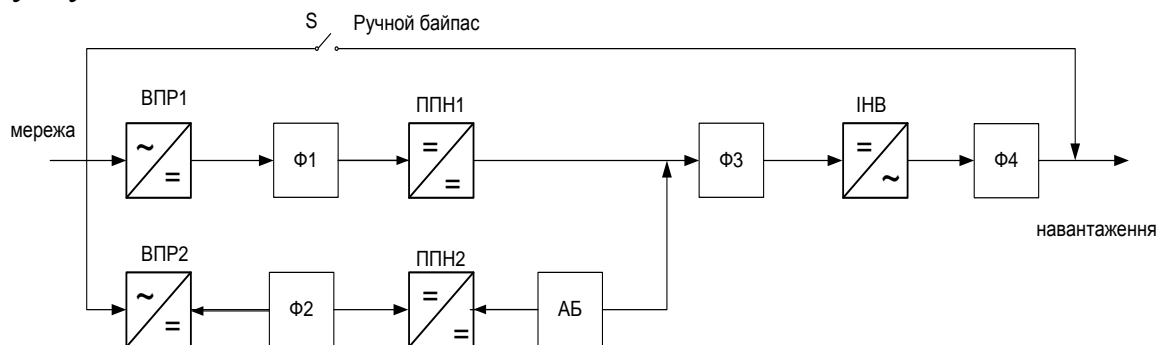 S Ручной байпас
ВПР1 ППН1 ІНВ
мережа
~ = Ф1 = = Ф3 = ~ Ф4
навантаження
ВПР2 ППН2
~ = Ф2 = = АБ